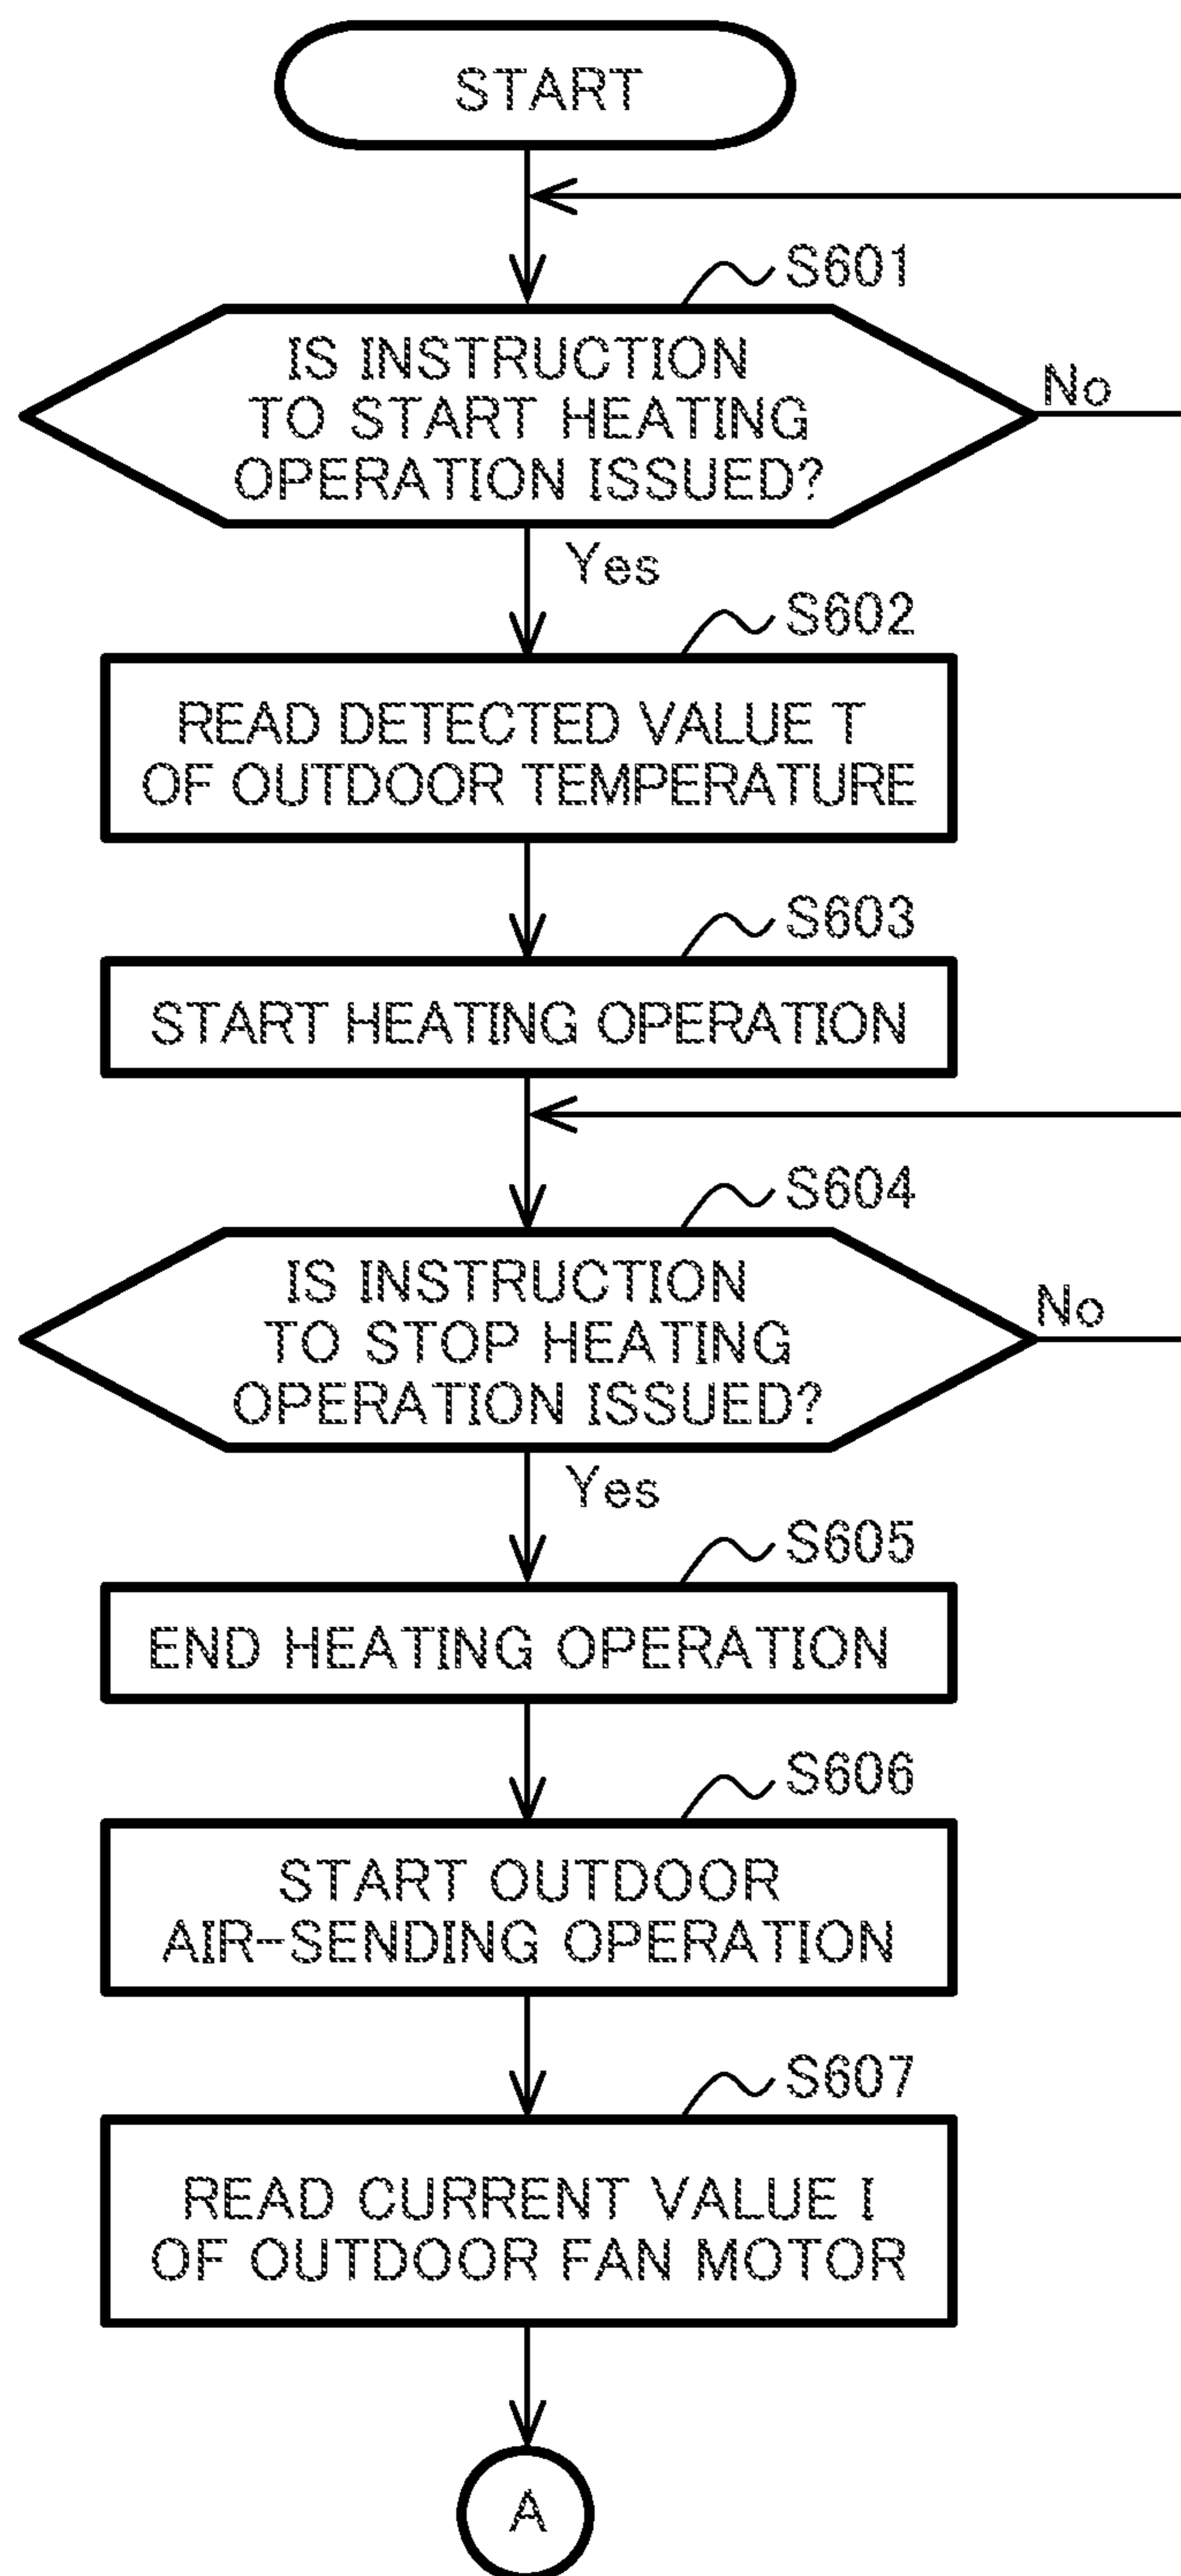 START
S601
IS INSTRUCTION
TO START HEATING
OPERATION ISSUED?
No
Yes
S602
READ DETECTED VALUE T
OF OUTDOOR TEMPERATURE
S603
START HEATING OPERATION
S604
IS INSTRUCTION
TO STOP HEATING
OPERATION ISSUED?
No
Yes
S605
END HEATING OPERATION
S606
START OUTDOOR
AIR-SENDING OPERATION
S607
READ CURRENT VALUE I
OF OUTDOOR FAN MOTOR
A